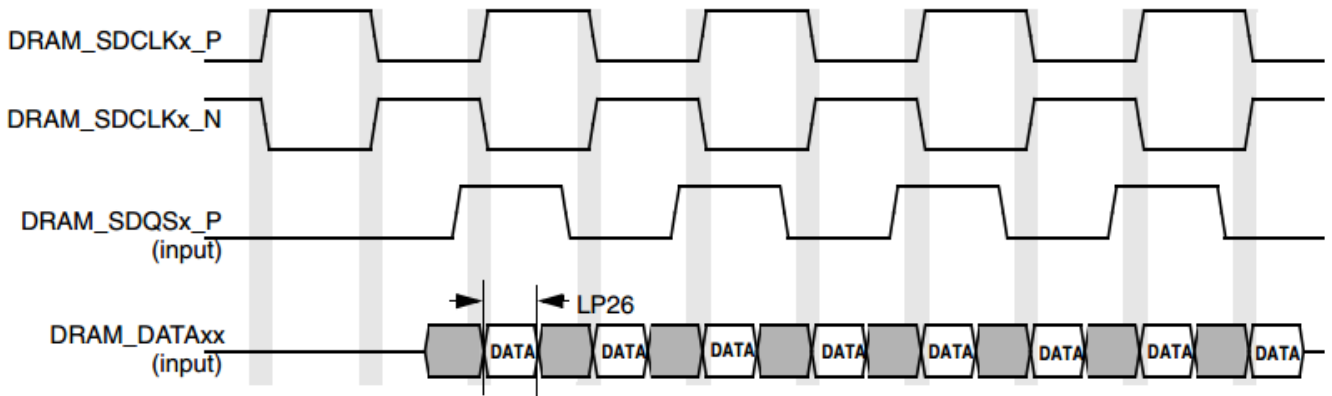 DRAM_SDCLKx_P
DRAM_SDCLKx_N
DRAM_SDQSx_P
(input)
LP26
DRAM_DATAxx
(input)
DATA DATA DATA DATA DATA DATA DATA DATA